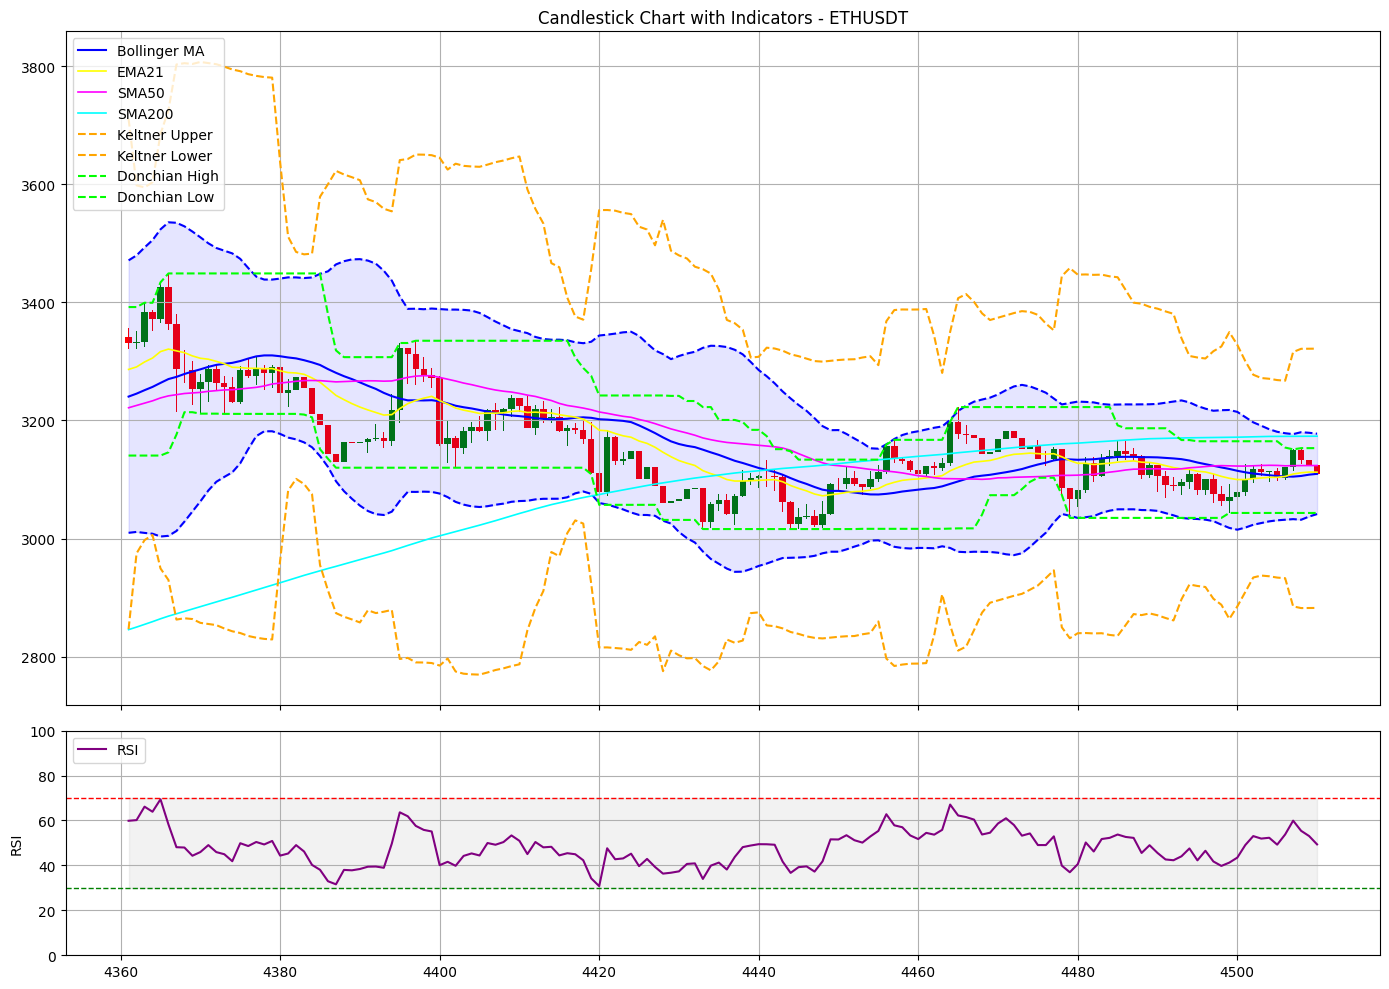 Candlestick Chart with Indicators - ETHUSDT
Bollinger MA
EMA21
SMA50
SMA200
Keltner Upper
Keltner Lower
Donchian High
Donchian Low
3800
3600
3400
3200
3000
2800
RSI
100
80
60
40
20
0
RSI
4360 4380 4400 4420 4440 4460 4480 4500